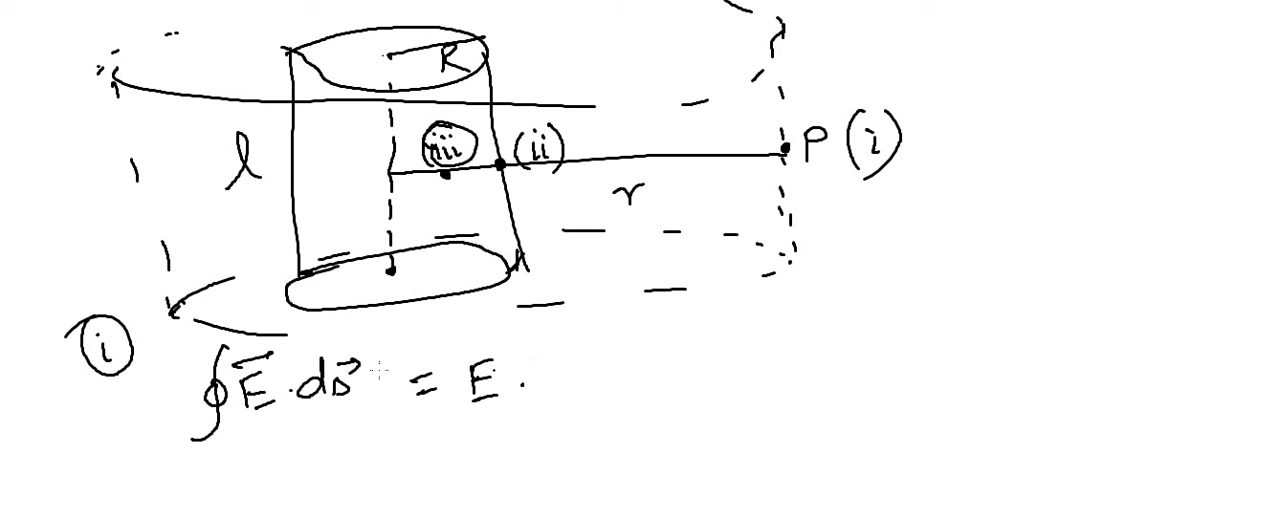 R
l
iii
(ii)
P (i)
r
i
∮E⃗.ds⃗ = E.